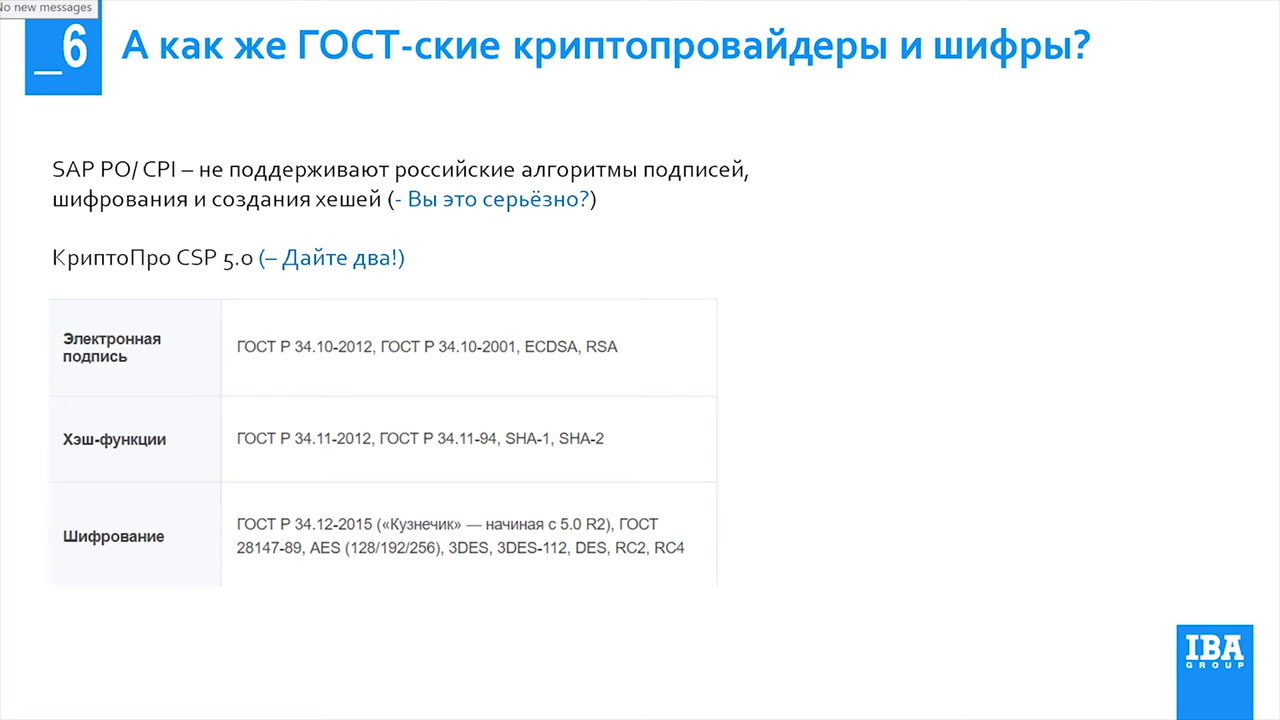 No new messages
_6
А как же ГОСТ-ские криптопровайдеры и шифры?
SAP PO/ CPI – не поддерживают российские алгоритмы подписей,
шифрования и создания хешей (- Вы это серьёзно?)
КриптоПро CSP 5.0 (– Дайте два!)
Электронная
подпись
ГОСТ Р 34.10-2012, ГОСТ Р 34.10-2001, ECDSA, RSA
Хэш-функции
ГОСТ Р 34.11-2012, ГОСТ Р 34.11-94, SHA-1, SHA-2
Шифрование
ГОСТ Р 34.12-2015 («Кузнечик» — начиная с 5.0 R2), ГОСТ
28147-89, AES (128/192/256), 3DES, 3DES-112, DES, RC2, RC4
IBA
GROUP